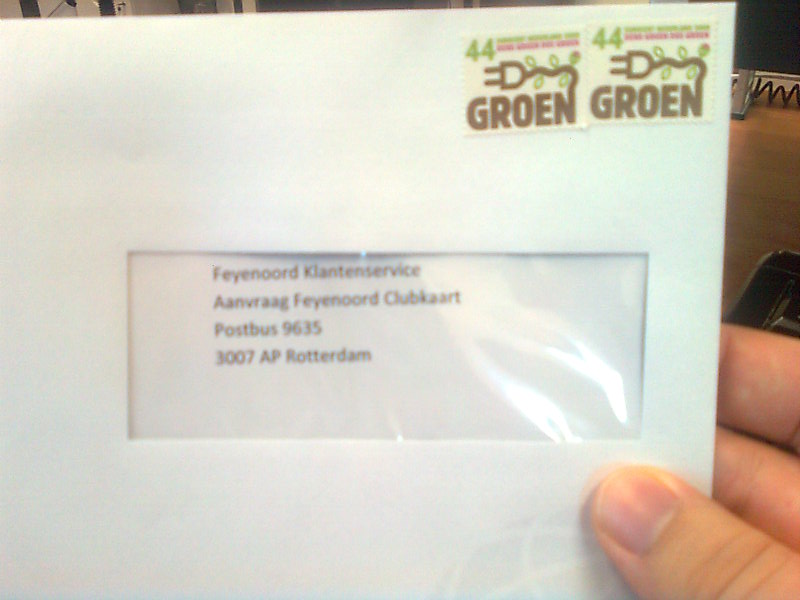 44
GROEN
44
GROEN
Feyenoord Klantenservice
Aanvraag Feyenoord Clubkaart
Postbus 9635
3007 AP Rotterdam